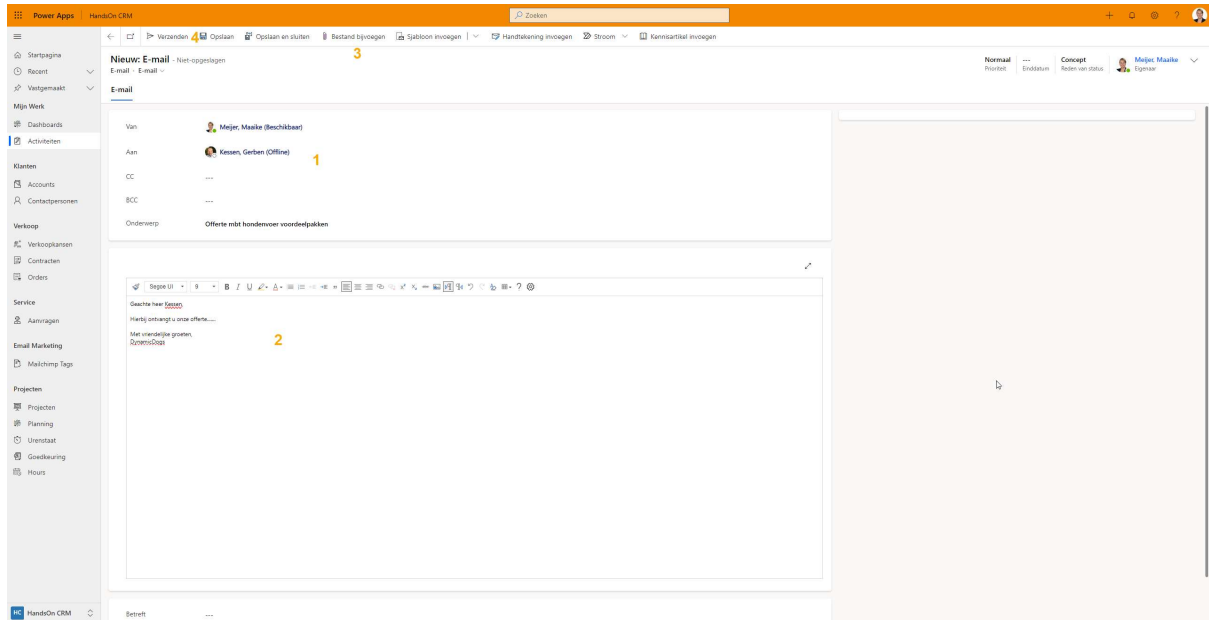 Power Apps HandsOn CRM Zoeken
Verzenden 4 Opslaan Opslaan en sluiten Bestand bijvoegen Sjabloon invoegen Handtekening invoegen Stroom Kennisartikel invoegen
3
Startpagina
Recent
Vastgemaakt
Mijn Werk
Dashboards
Activiteiten
Klanten
Accounts
Contactpersonen
Verkoop
Verkoopkansen
Contracten
Orders
Service
Aanvragen
Email Marketing
Mailchimp Tags
Projecten
Projecten
Planning
Urenstaat
Goedkeuring
Hours
HC HandsOn CRM
Nieuw: E-mail - Niet-opgeslagen
E-mail · E-mail
Normaal --- Concept Meijer, Maaike
Prioriteit Einddatum Reden van status Eigenaar
E-mail
Van Meijer, Maaike (Beschikbaar)
Aan Kessen, Gerben (Offline)
1
CC ---
BCC ---
Onderwerp Offerte mbt hondenvoer voordeelpakken
Segoe UI 9 B I U
Geachte heer Kessen,
Hierbij ontvangt u onze offerte......
Met vriendelijke groeten,
DynamicDogs
2
Betreft ---